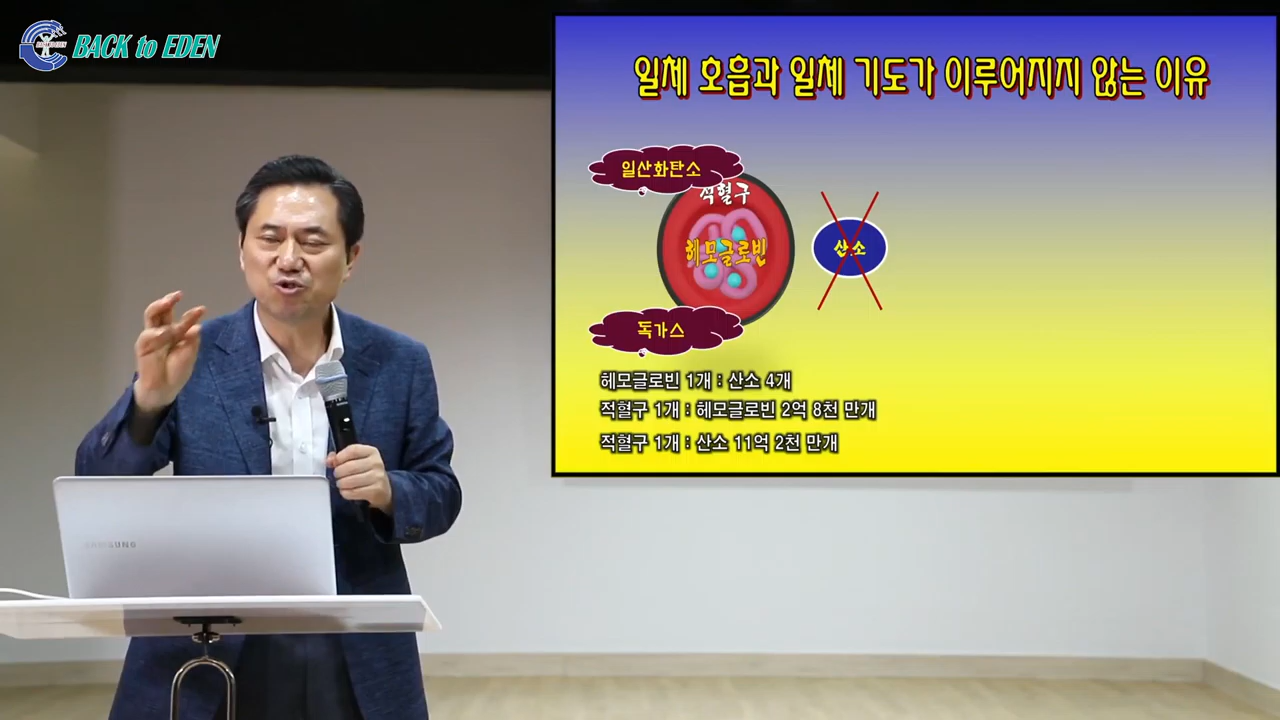 BACK to EDEN
일체 호흡과 일체 기도가 이루어지지 않는 이유
일산화탄소
적혈구
헤모글로빈
산소
독가스
헤모글로빈 1개 : 산소 4개
적혈구 1개 : 헤모글로빈 2억 8천 만개
적혈구 1개 : 산소 11억 2천 만개
SAMSUNG